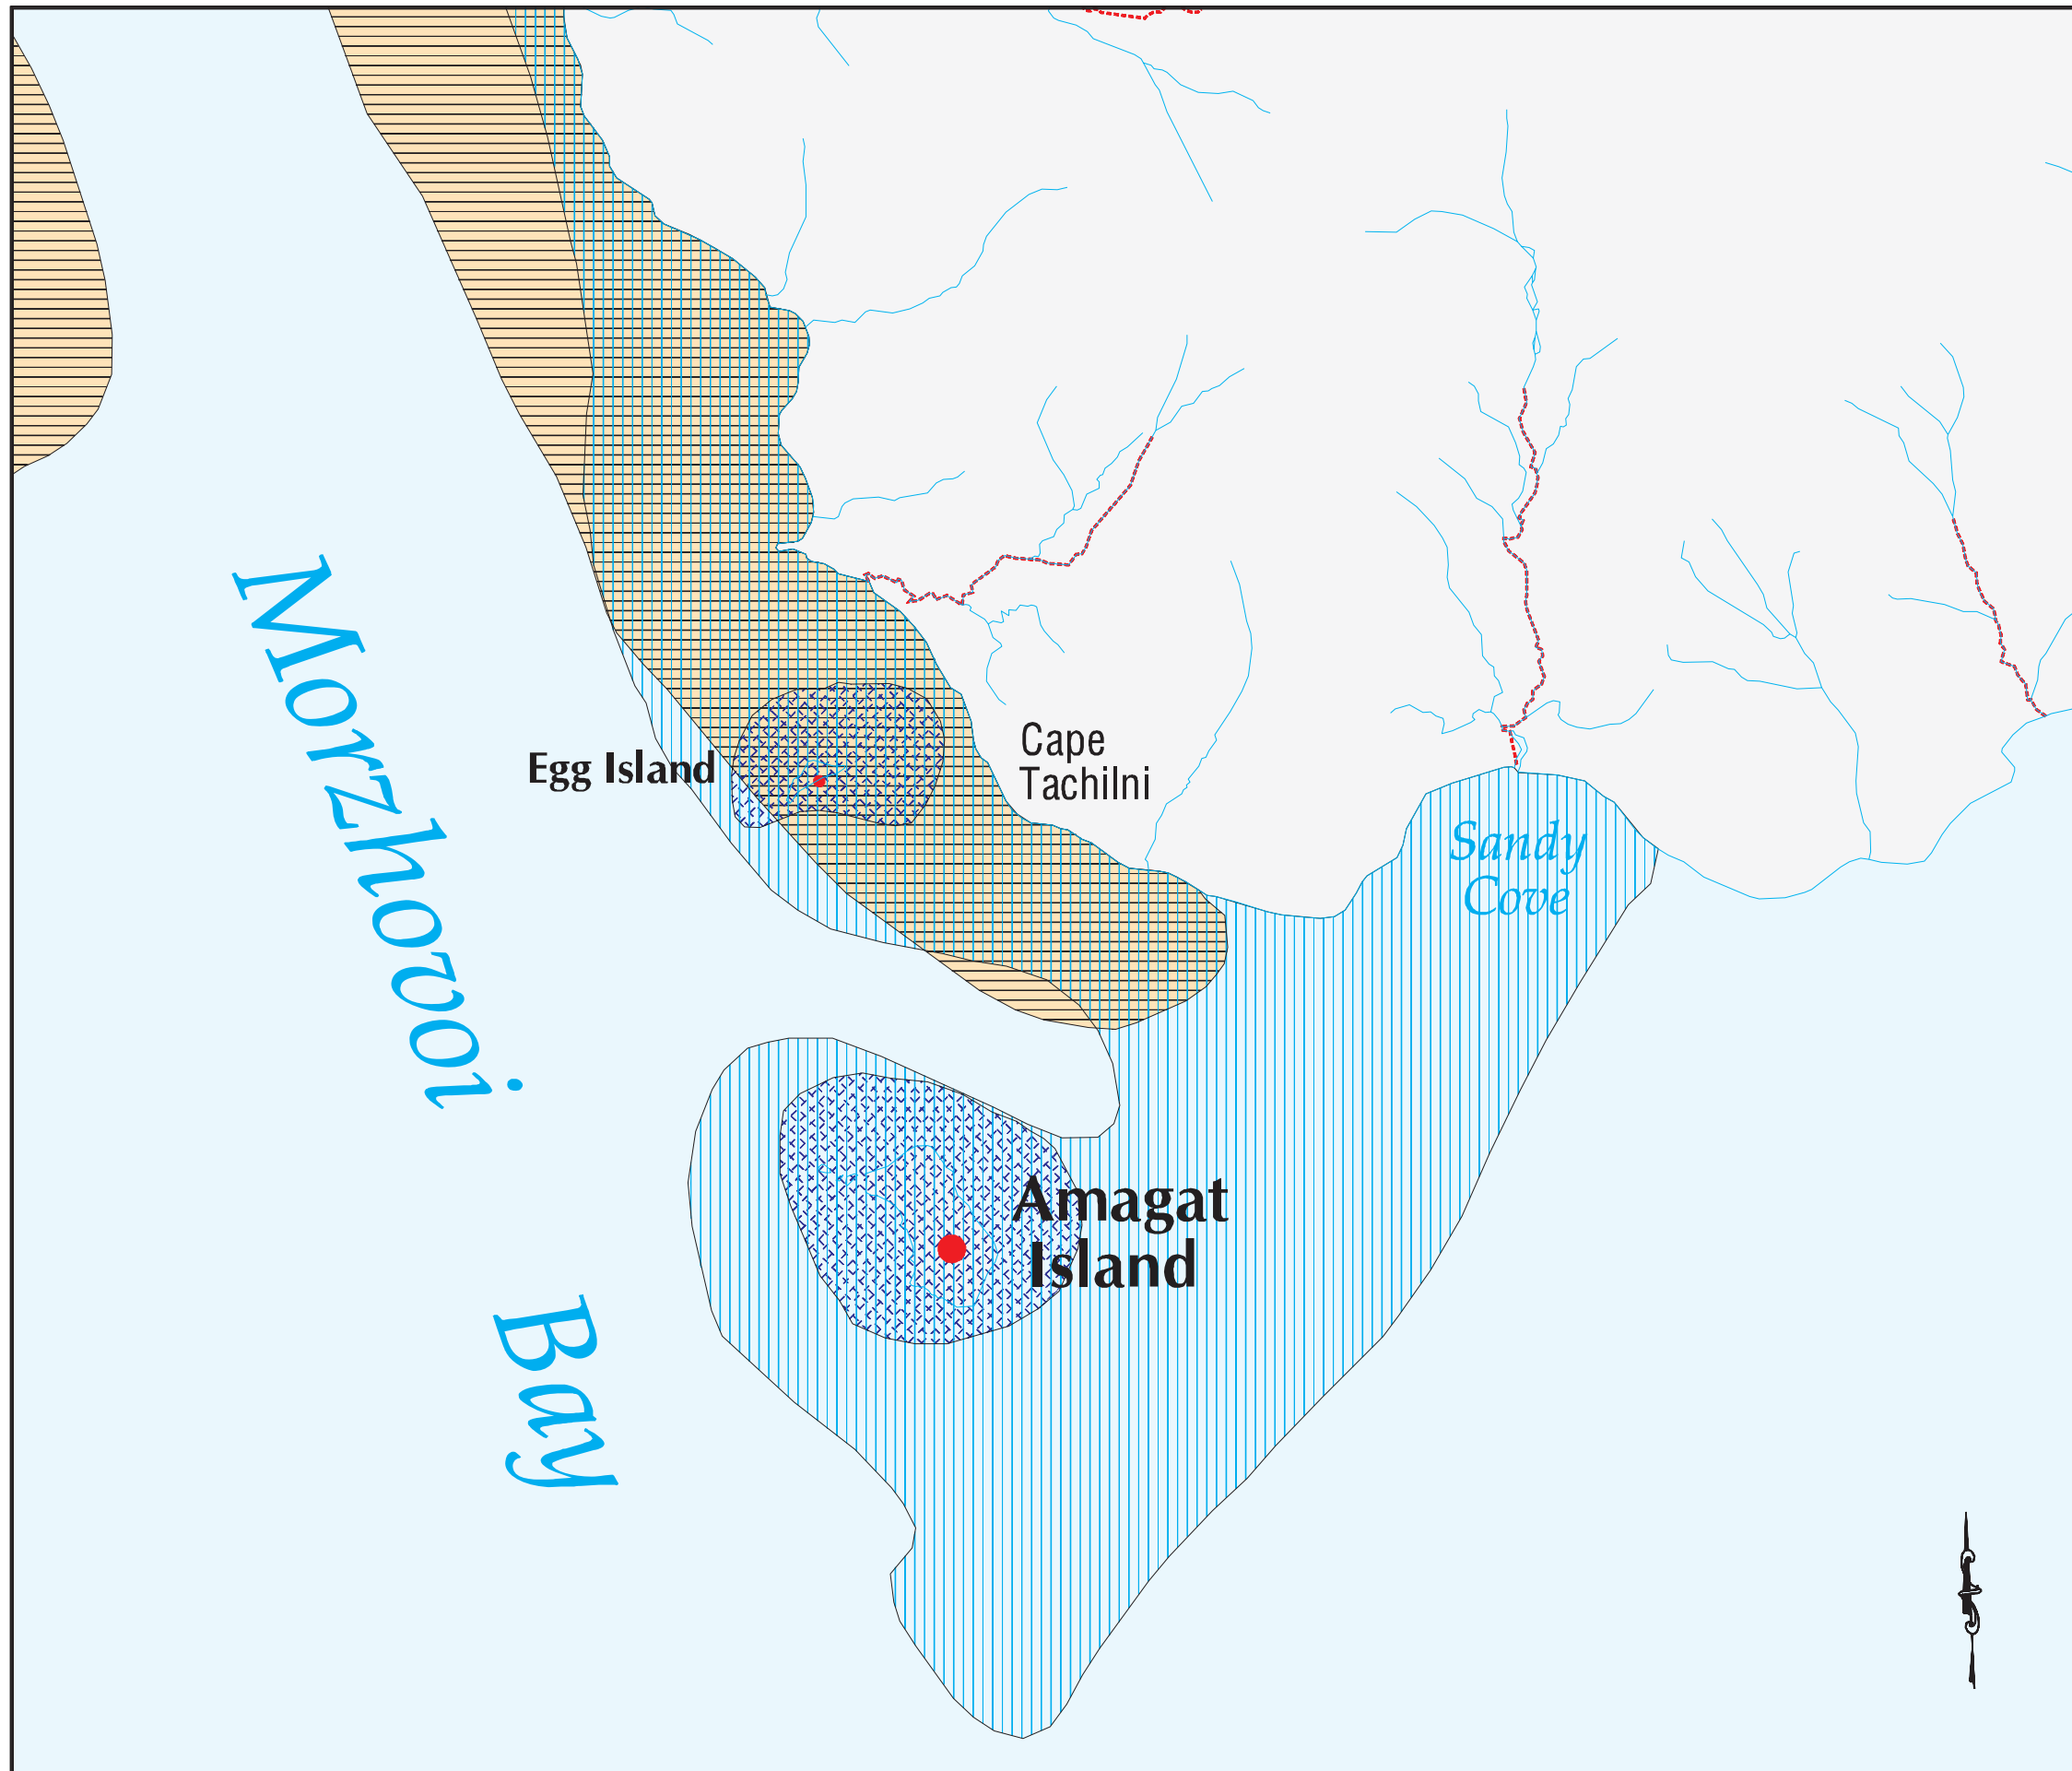 Morzhovoi
Bay
Egg Island
Cape
Tachilni
Sandy
Cove
Amagat
Island